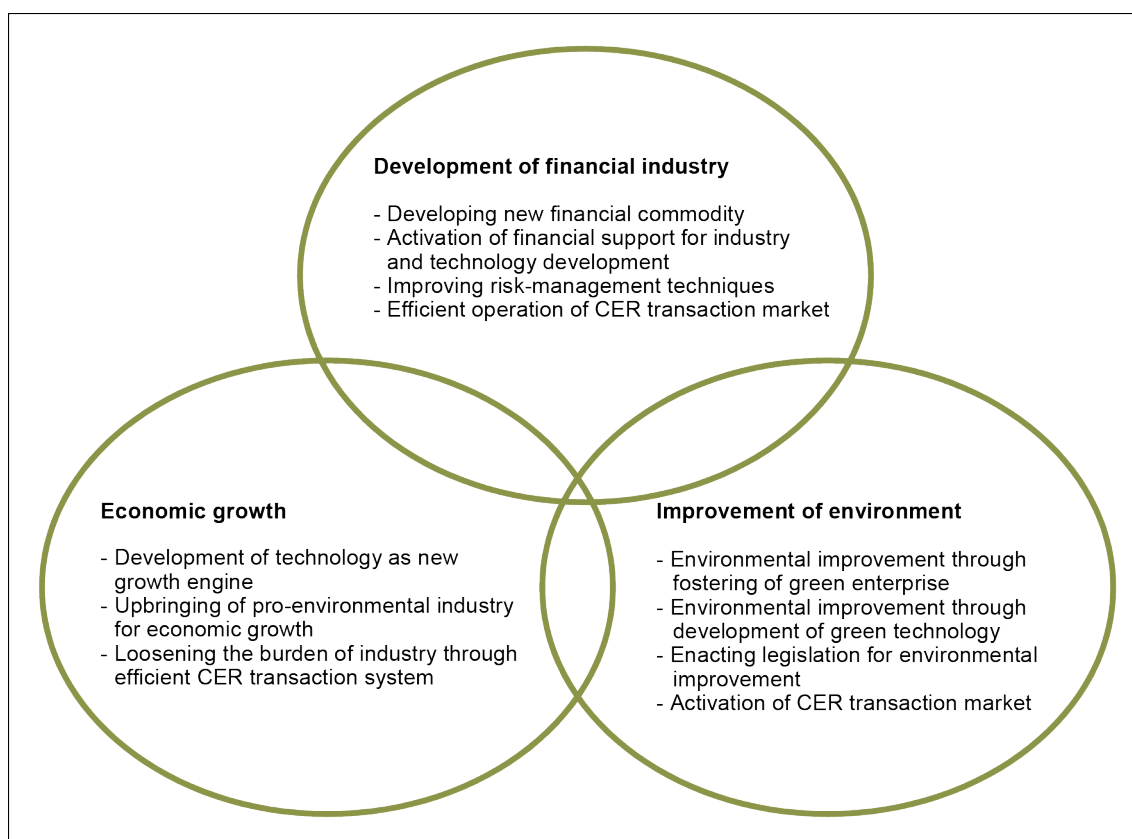 Development of financial industry
- Developing new financial commodity
- Activation of financial support for industry
and technology development
- Improving risk-management techniques
- Efficient operation of CER transaction market
Economic growth
- Development of technology as new
growth engine
- Upbringing of pro-environmental industry
for economic growth
- Loosening the burden of industry through
efficient CER transaction system
Improvement of environment
- Environmental improvement through
fostering of green enterprise
- Environmental improvement through
development of green technology
- Enacting legislation for environmental
improvement
- Activation of CER transaction market